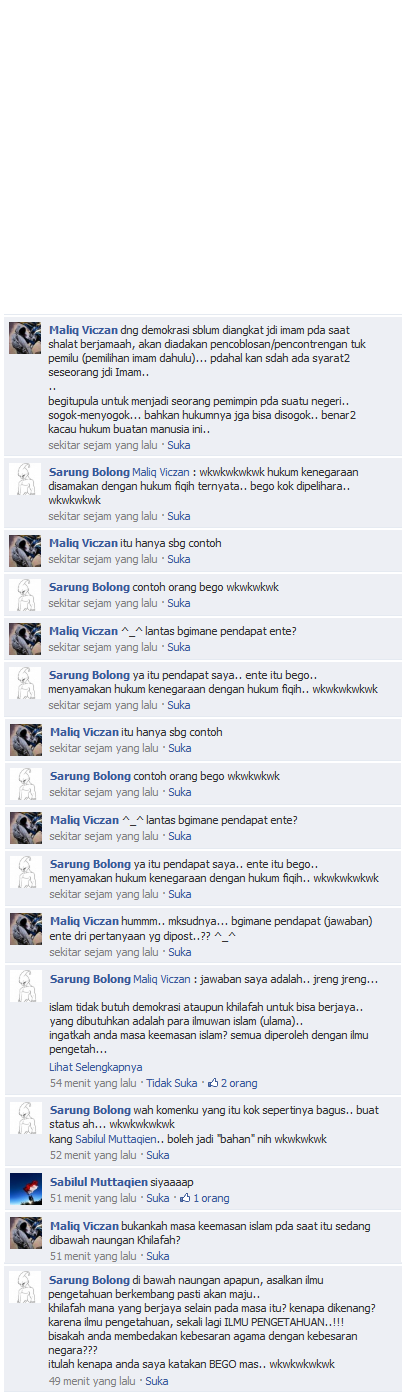 Maliq Viczan dng demokrasi sblum diangkat jdi imam pda saat
shalat berjamaah, akan diadakan pencoblosan/pencontrengan tuk
pemilu (pemilihan imam dahulu)... pdahal kan sdah ada syarat2
seseorang jdi Imam..
..
begitupula untuk menjadi seorang pemimpin pda suatu negeri..
sogok-menyogok... bahkan hukumnya jga bisa disogok.. benar2
kacau hukum buatan manusia ini..
sekitar sejam yang lalu · Suka
Sarung Bolong Maliq Viczan : wkwkwkwkwk hukum kenegaraan
disamakan dengan hukum fiqih ternyata.. bego kok dipelihara..
wkwkwkwk
sekitar sejam yang lalu · Suka
Maliq Viczan itu hanya sbg contoh
sekitar sejam yang lalu · Suka
Sarung Bolong contoh orang bego wkwkwkwk
sekitar sejam yang lalu · Suka
Maliq Viczan ^_^ lantas bgimane pendapat ente?
sekitar sejam yang lalu · Suka
Sarung Bolong ya itu pendapat saya.. ente itu bego..
menyamakan hukum kenegaraan dengan hukum fiqih.. wkwkwkwkwk
sekitar sejam yang lalu · Suka
Maliq Viczan itu hanya sbg contoh
sekitar sejam yang lalu · Suka
Sarung Bolong contoh orang bego wkwkwkwk
sekitar sejam yang lalu · Suka
Maliq Viczan ^_^ lantas bgimane pendapat ente?
sekitar sejam yang lalu · Suka
Sarung Bolong ya itu pendapat saya.. ente itu bego..
menyamakan hukum kenegaraan dengan hukum fiqih.. wkwkwkwkwk
sekitar sejam yang lalu · Suka
Maliq Viczan hummm.. mksudnya... bgimane pendapat (jawaban)
ente dri pertanyaan yg dipost..?? ^_^
sekitar sejam yang lalu · Suka
Sarung Bolong Maliq Viczan : jawaban saya adalah.. jreng jreng...
islam tidak butuh demokrasi ataupun khilafah untuk bisa berjaya..
yang dibutuhkan adalah para ilmuwan islam (ulama)..
ingatkah anda masa keemasan islam? semua diperoleh dengan ilmu
pengetah...
Lihat Selengkapnya
54 menit yang lalu · Tidak Suka · 2 orang
Sarung Bolong wah komenku yang itu kok sepertinya bagus.. buat
status ah... wkwkwkwkwk
kang Sabilul Muttaqien.. boleh jadi "bahan" nih wkwkwkwk
52 menit yang lalu · Suka
Sabilul Muttaqien siyaaaap
51 menit yang lalu · Suka · 1 orang
Maliq Viczan bukankah masa keemasan islam pda saat itu sedang
dibawah naungan Khilafah?
51 menit yang lalu · Suka
Sarung Bolong di bawah naungan apapun, asalkan ilmu
pengetahuan berkembang pasti akan maju..
khilafah mana yang berjaya selain pada masa itu? kenapa dikenang?
karena ilmu pengetahuan, sekali lagi ILMU PENGETAHUAN..!!!
bisakah anda membedakan kebesaran agama dengan kebesaran
negara???
itulah kenapa anda saya katakan BEGO mas.. wkwkwkwkwk
49 menit yang lalu · Suka